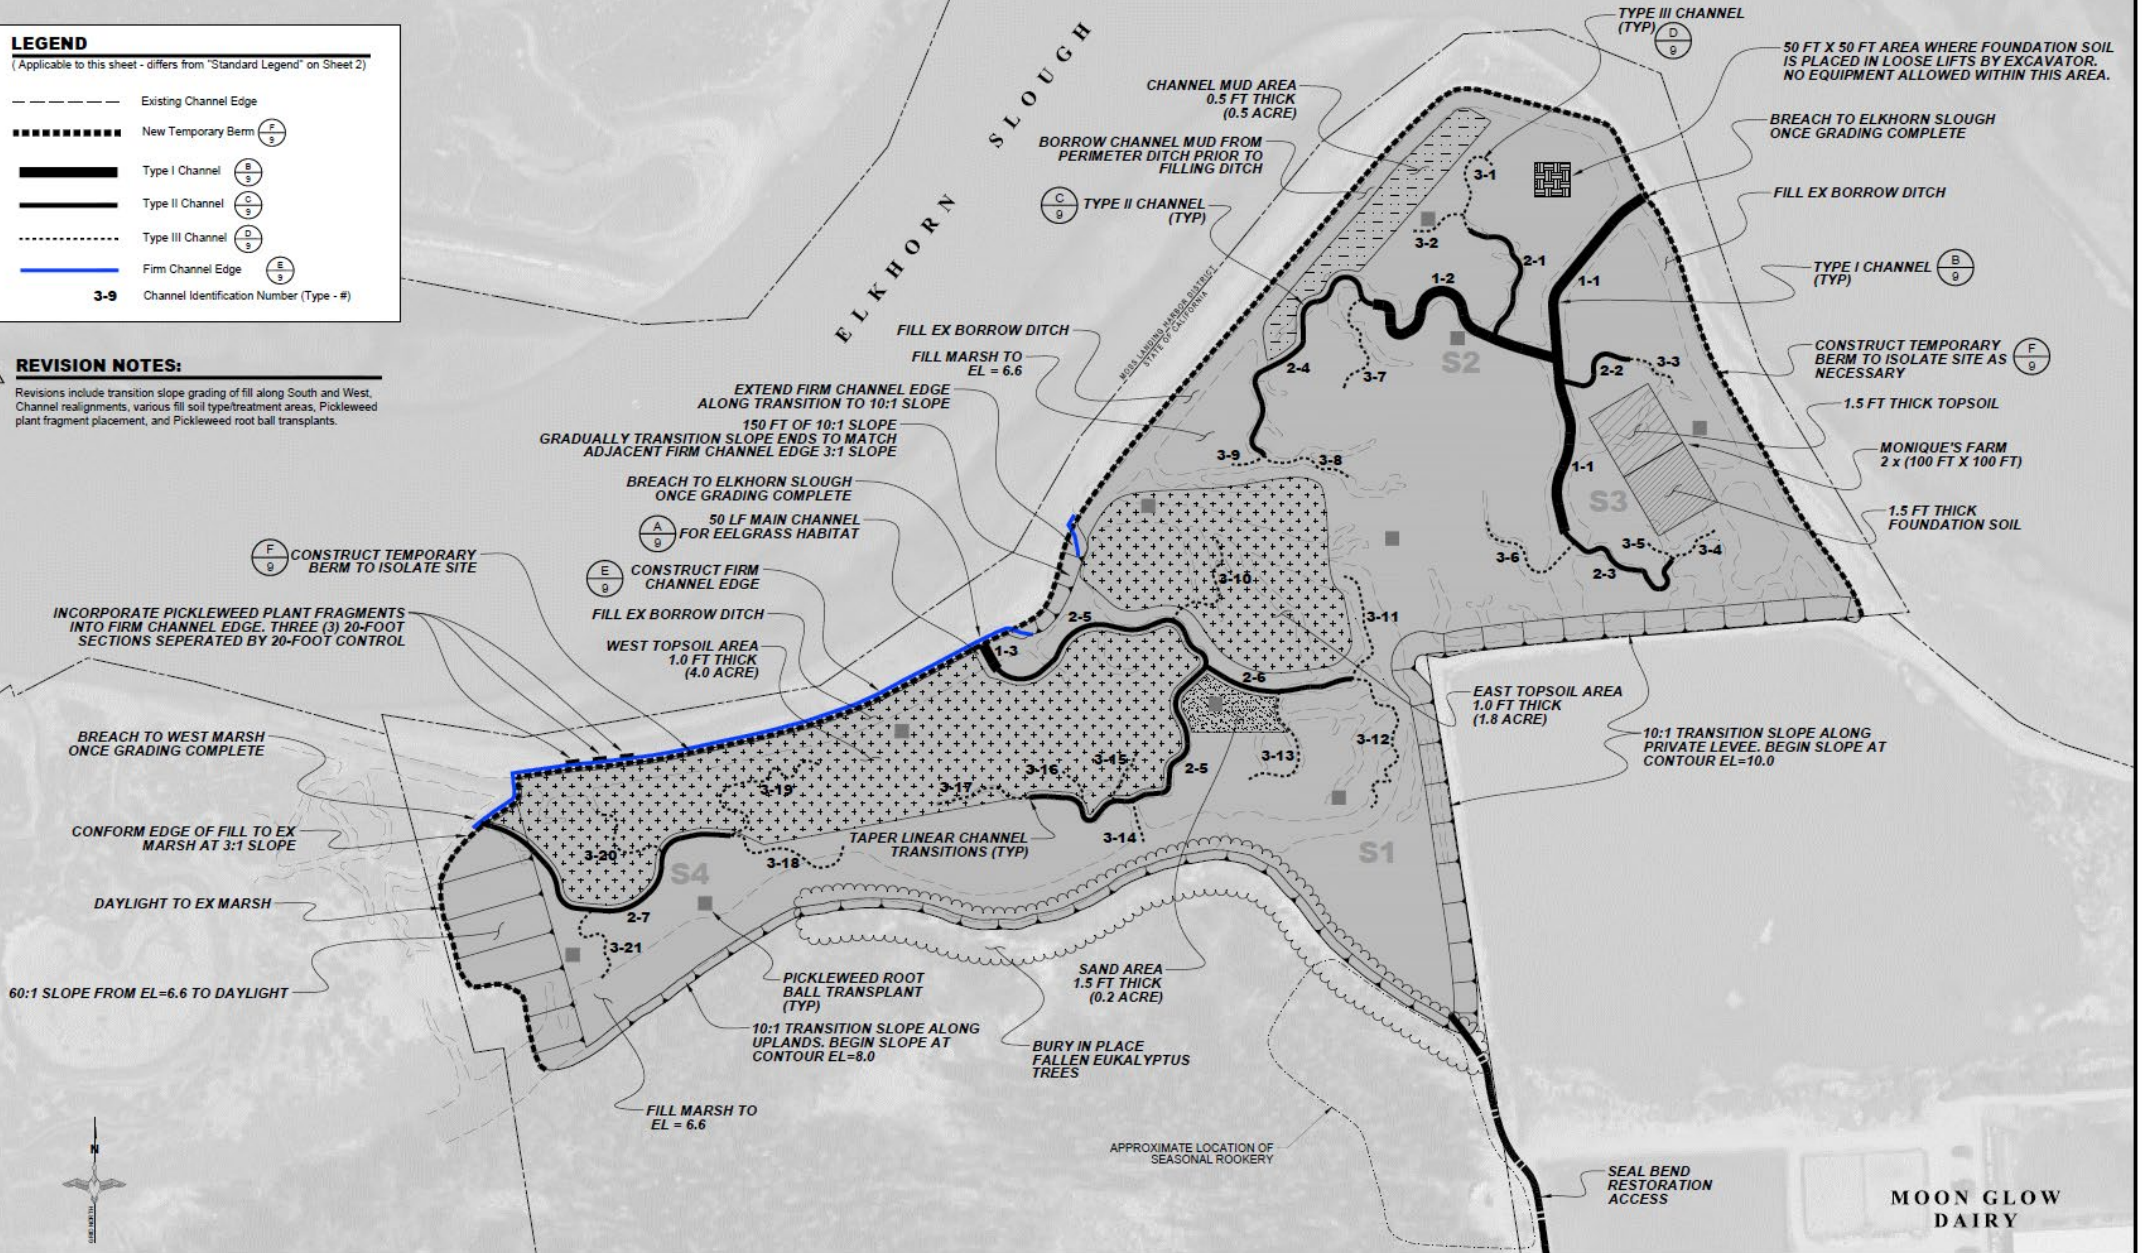 LEGEND
( Applicable to this sheet - differs from "Standard Legend" on Sheet 2)
Existing Channel Edge
New Temporary Berm F 9
Type I Channel B 9
Type II Channel C 9
Type III Channel D 9
Firm Channel Edge E 9
3-9 Channel Identification Number (Type - #)
REVISION NOTES:
Revisions include transition slope grading of fill along South and West,
Channel realignments, various fill soil type/treatment areas, Pickleweed
plant fragment placement, and Pickleweed root ball transplants.
ELKHORN SLOUGH
MOSS LANDING HARBOR DISTRICT
STATE OF CALIFORNIA
TYPE III CHANNEL
(TYP)
D
9
50 FT X 50 FT AREA WHERE FOUNDATION SOIL
IS PLACED IN LOOSE LIFTS BY EXCAVATOR.
NO EQUIPMENT ALLOWED WITHIN THIS AREA.
CHANNEL MUD AREA
0.5 FT THICK
(0.5 ACRE)
BREACH TO ELKHORN SLOUGH
ONCE GRADING COMPLETE
BORROW CHANNEL MUD FROM
PERIMETER DITCH PRIOR TO
FILLING DITCH
FILL EX BORROW DITCH
C
9
TYPE II CHANNEL
(TYP)
TYPE I CHANNEL
(TYP)
B
9
FILL EX BORROW DITCH
FILL MARSH TO
EL = 6.6
CONSTRUCT TEMPORARY
BERM TO ISOLATE SITE AS
NECESSARY
F
9
EXTEND FIRM CHANNEL EDGE
ALONG TRANSITION TO 10:1 SLOPE
1.5 FT THICK TOPSOIL
150 FT OF 10:1 SLOPE
GRADUALLY TRANSITION SLOPE ENDS TO MATCH
ADJACENT FIRM CHANNEL EDGE 3:1 SLOPE
MONIQUE'S FARM
2 x (100 FT X 100 FT)
BREACH TO ELKHORN SLOUGH
ONCE GRADING COMPLETE
1.5 FT THICK
FOUNDATION SOIL
A
9
50 LF MAIN CHANNEL
FOR EELGRASS HABITAT
F
9
CONSTRUCT TEMPORARY
BERM TO ISOLATE SITE
E
9
CONSTRUCT FIRM
CHANNEL EDGE
INCORPORATE PICKLEWEED PLANT FRAGMENTS
INTO FIRM CHANNEL EDGE. THREE (3) 20-FOOT
SECTIONS SEPERATED BY 20-FOOT CONTROL
FILL EX BORROW DITCH
WEST TOPSOIL AREA
1.0 FT THICK
(4.0 ACRE)
EAST TOPSOIL AREA
1.0 FT THICK
(1.8 ACRE)
10:1 TRANSITION SLOPE ALONG
PRIVATE LEVEE. BEGIN SLOPE AT
CONTOUR EL=10.0
BREACH TO WEST MARSH
ONCE GRADING COMPLETE
CONFORM EDGE OF FILL TO EX
MARSH AT 3:1 SLOPE
TAPER LINEAR CHANNEL
TRANSITIONS (TYP)
DAYLIGHT TO EX MARSH
60:1 SLOPE FROM EL=6.6 TO DAYLIGHT
PICKLEWEED ROOT
BALL TRANSPLANT
(TYP)
SAND AREA
1.5 FT THICK
(0.2 ACRE)
10:1 TRANSITION SLOPE ALONG
UPLANDS. BEGIN SLOPE AT
CONTOUR EL=8.0
BURY IN PLACE
FALLEN EUKALYPTUS
TREES
FILL MARSH TO
EL = 6.6
APPROXIMATE LOCATION OF
SEASONAL ROOKERY
SEAL BEND
RESTORATION
ACCESS
MOON GLOW
DAIRY
3-1
3-2
2-1
1-2
1-1
2-4
3-7
2-2
3-3
S2
3-9
3-8
1-1
S3
3-6
3-5
3-4
2-3
3-10
3-11
2-5
1-3
2-6
3-12
3-13
2-5
3-15
3-16
3-17
3-19
3-14
3-18
3-20
S1
S4
2-7
3-21
N
GRID NORTH